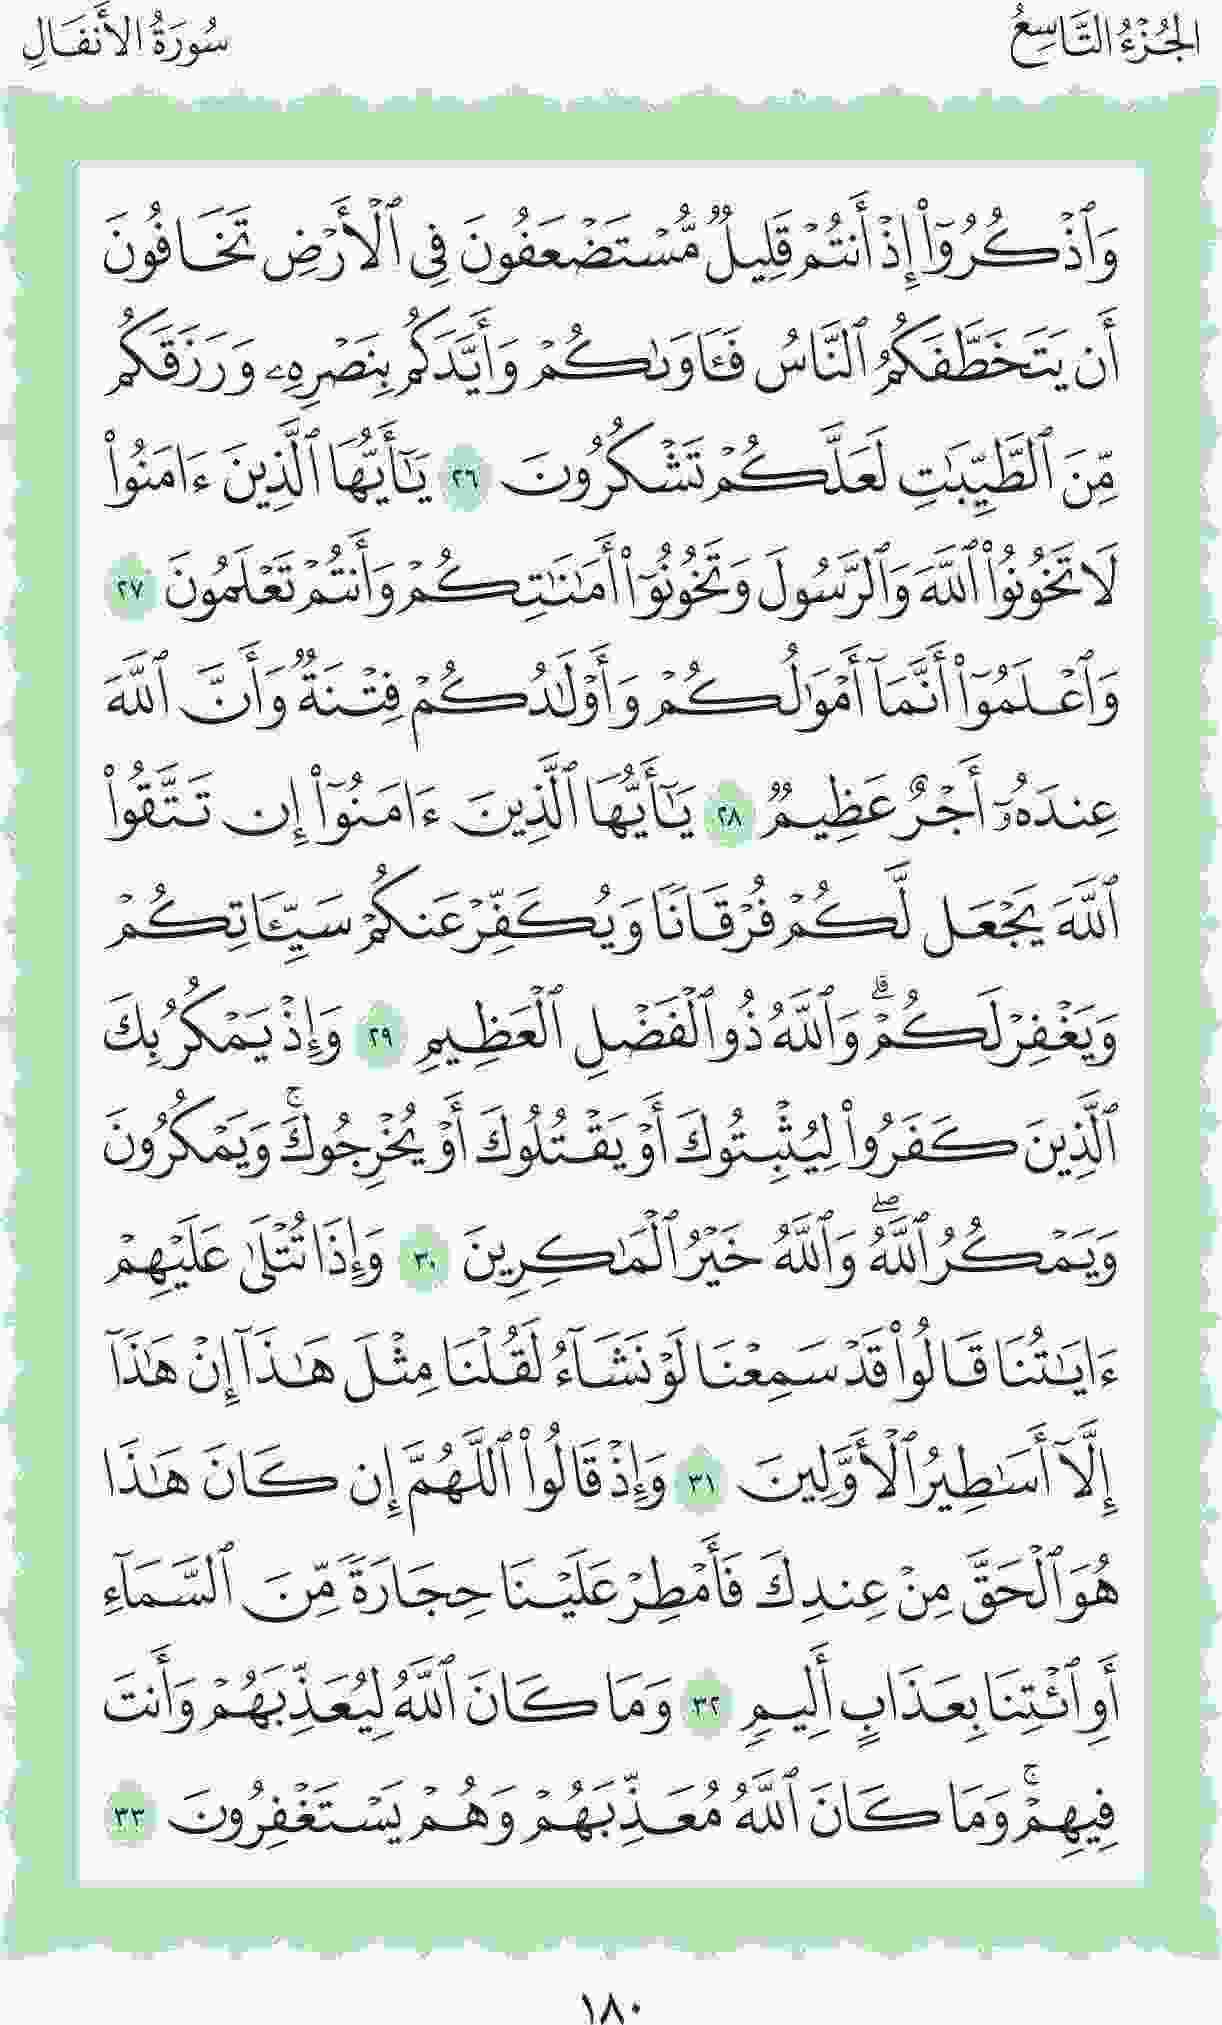 الجُزْءُ التَّاسِعُ
سُورَةُ الأَنفَالِ
وَٱذْكُرُوٓا۟ إِذْ أَنتُمْ قَلِيلٌ مُّسْتَضْعَفُونَ فِى ٱلْأَرْضِ تَخَافُونَ
أَن يَتَخَطَّفَكُمُ ٱلنَّاسُ فَـَٔاوَىٰكُمْ وَأَيَّدَكُم بِنَصْرِهِۦ وَرَزَقَكُم
مِّنَ ٱلطَّيِّبَـٰتِ لَعَلَّكُمْ تَشْكُرُونَ ٢٦ يَـٰٓأَيُّهَا ٱلَّذِينَ ءَامَنُوا۟
لَا تَخُونُوا۟ ٱللَّهَ وَٱلرَّسُولَ وَتَخُونُوٓا۟ أَمَـٰنَـٰتِكُمْ وَأَنتُمْ تَعْلَمُونَ ٢٧
وَٱعْلَمُوٓا۟ أَنَّمَآ أَمْوَٰلُكُمْ وَأَوْلَـٰدُكُمْ فِتْنَةٌ وَأَنَّ ٱللَّهَ
عِندَهُۥٓ أَجْرٌ عَظِيمٌ ٢٨ يَـٰٓأَيُّهَا ٱلَّذِينَ ءَامَنُوٓا۟ إِن تَتَّقُوا۟
ٱللَّهَ يَجْعَل لَّكُمْ فُرْقَانًا وَيُكَفِّرْ عَنكُمْ سَيِّـَٔاتِكُمْ
وَيَغْفِرْ لَكُمْ ۗ وَٱللَّهُ ذُو ٱلْفَضْلِ ٱلْعَظِيمِ ٢٩ وَإِذْ يَمْكُرُ بِكَ
ٱلَّذِينَ كَفَرُوا۟ لِيُثْبِتُوكَ أَوْ يَقْتُلُوكَ أَوْ يُخْرِجُوكَ ۚ وَيَمْكُرُونَ
وَيَمْكُرُ ٱللَّهُ ۖ وَٱللَّهُ خَيْرُ ٱلْمَـٰكِرِينَ ٣٠ وَإِذَا تُتْلَىٰ عَلَيْهِمْ
ءَايَـٰتُنَا قَالُوا۟ قَدْ سَمِعْنَا لَوْ نَشَآءُ لَقُلْنَا مِثْلَ هَـٰذَآ إِنْ هَـٰذَآ
إِلَّآ أَسَـٰطِيرُ ٱلْأَوَّلِينَ ٣١ وَإِذْ قَالُوا۟ ٱللَّهُمَّ إِن كَانَ هَـٰذَا
هُوَ ٱلْحَقَّ مِنْ عِندِكَ فَأَمْطِرْ عَلَيْنَا حِجَارَةً مِّنَ ٱلسَّمَآءِ
أَوِ ٱئْتِنَا بِعَذَابٍ أَلِيمٍ ٣٢ وَمَا كَانَ ٱللَّهُ لِيُعَذِّبَهُمْ وَأَنتَ
فِيهِمْ ۚ وَمَا كَانَ ٱللَّهُ مُعَذِّبَهُمْ وَهُمْ يَسْتَغْفِرُونَ ٣٣
١٨٠